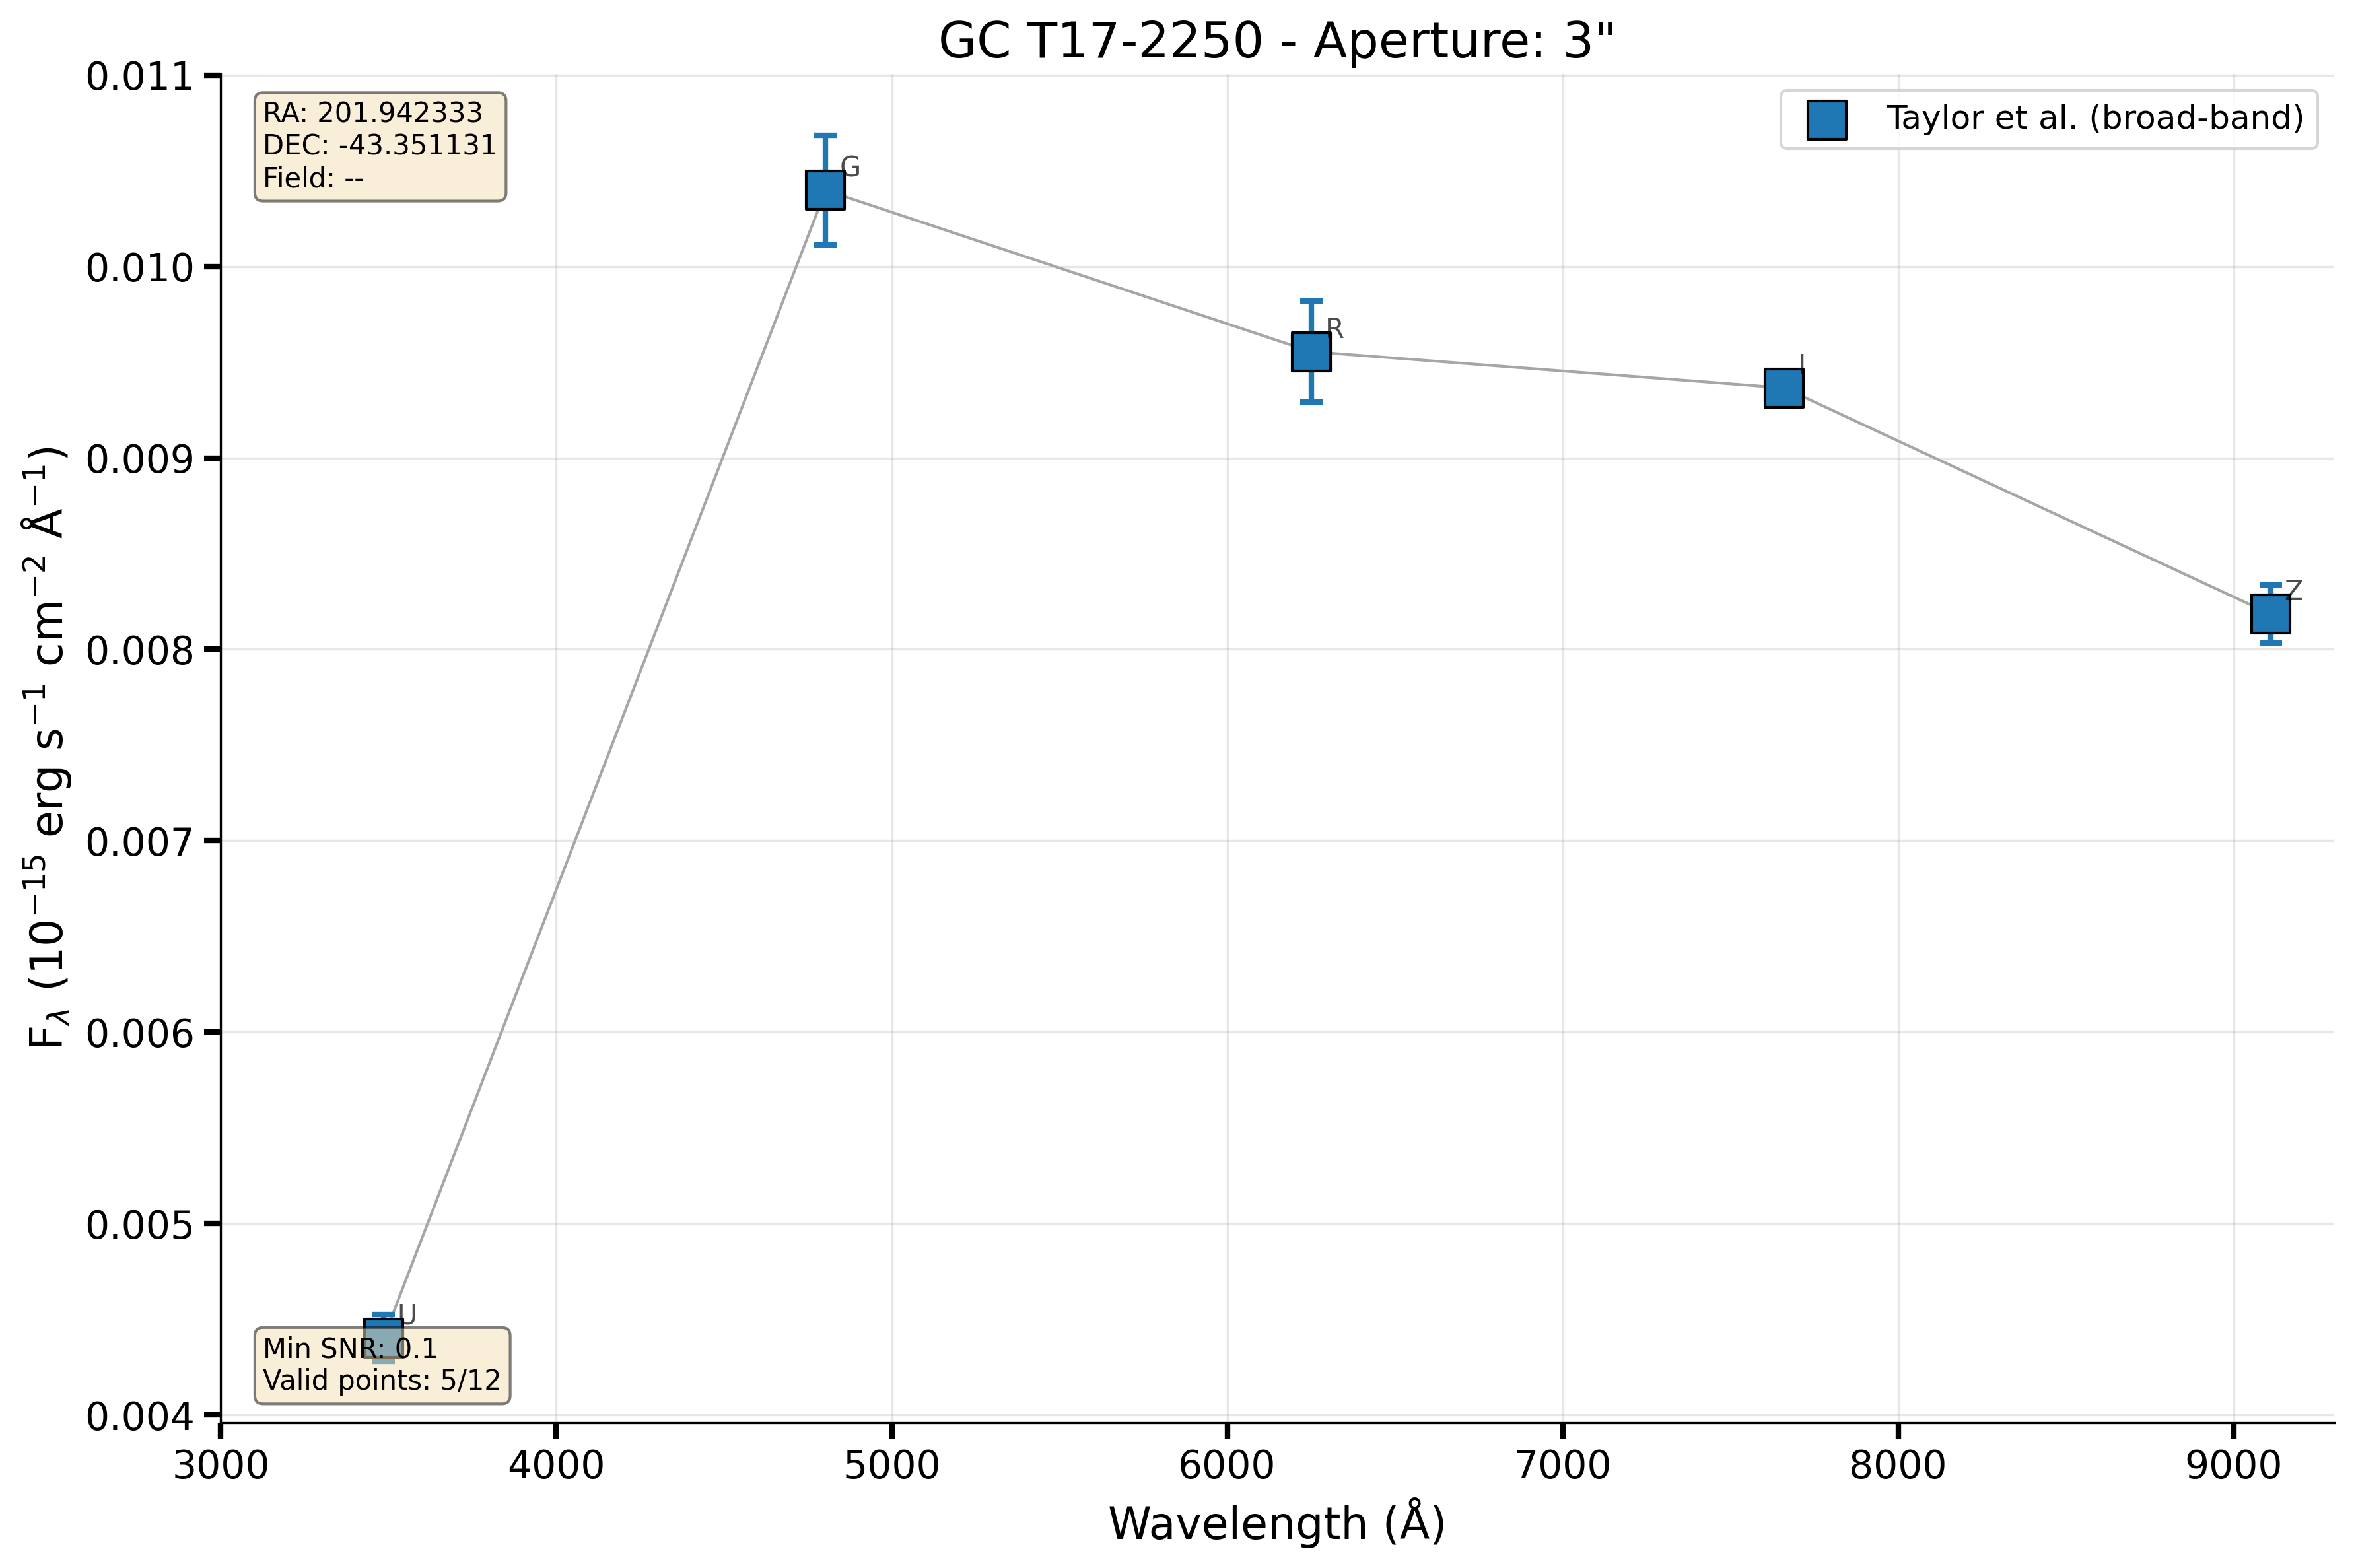 GC T17-2250 - Aperture: 3"
RA: 201.942333
DEC: -43.351131
Field: --
Taylor et al. (broad-band)
0.011
0.010
0.009
0.008
0.007
0.006
0.005
0.004
F_λ (10⁻¹⁵ erg s⁻¹ cm⁻² Å⁻¹)
G
R
I
Z
U
Min SNR: 0.1
Valid points: 5/12
3000 4000 5000 6000 7000 8000 9000
Wavelength (Å)